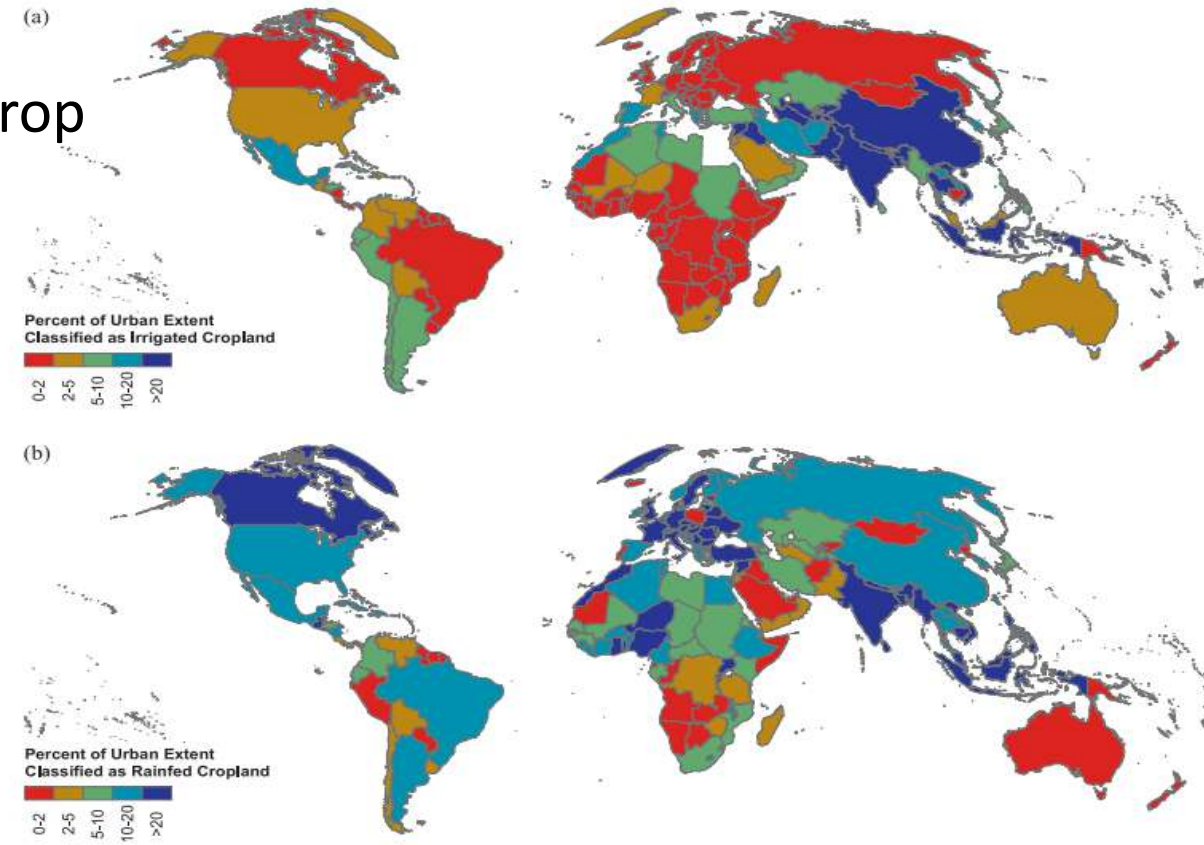 (a)
rop
Percent of Urban Extent
Classified as Irrigated Cropland
0-2 2-5 5-10 10-20 >20
(b)
Percent of Urban Extent
Classified as Rainfed Cropland
0-2 2-5 5-10 10-20 >20